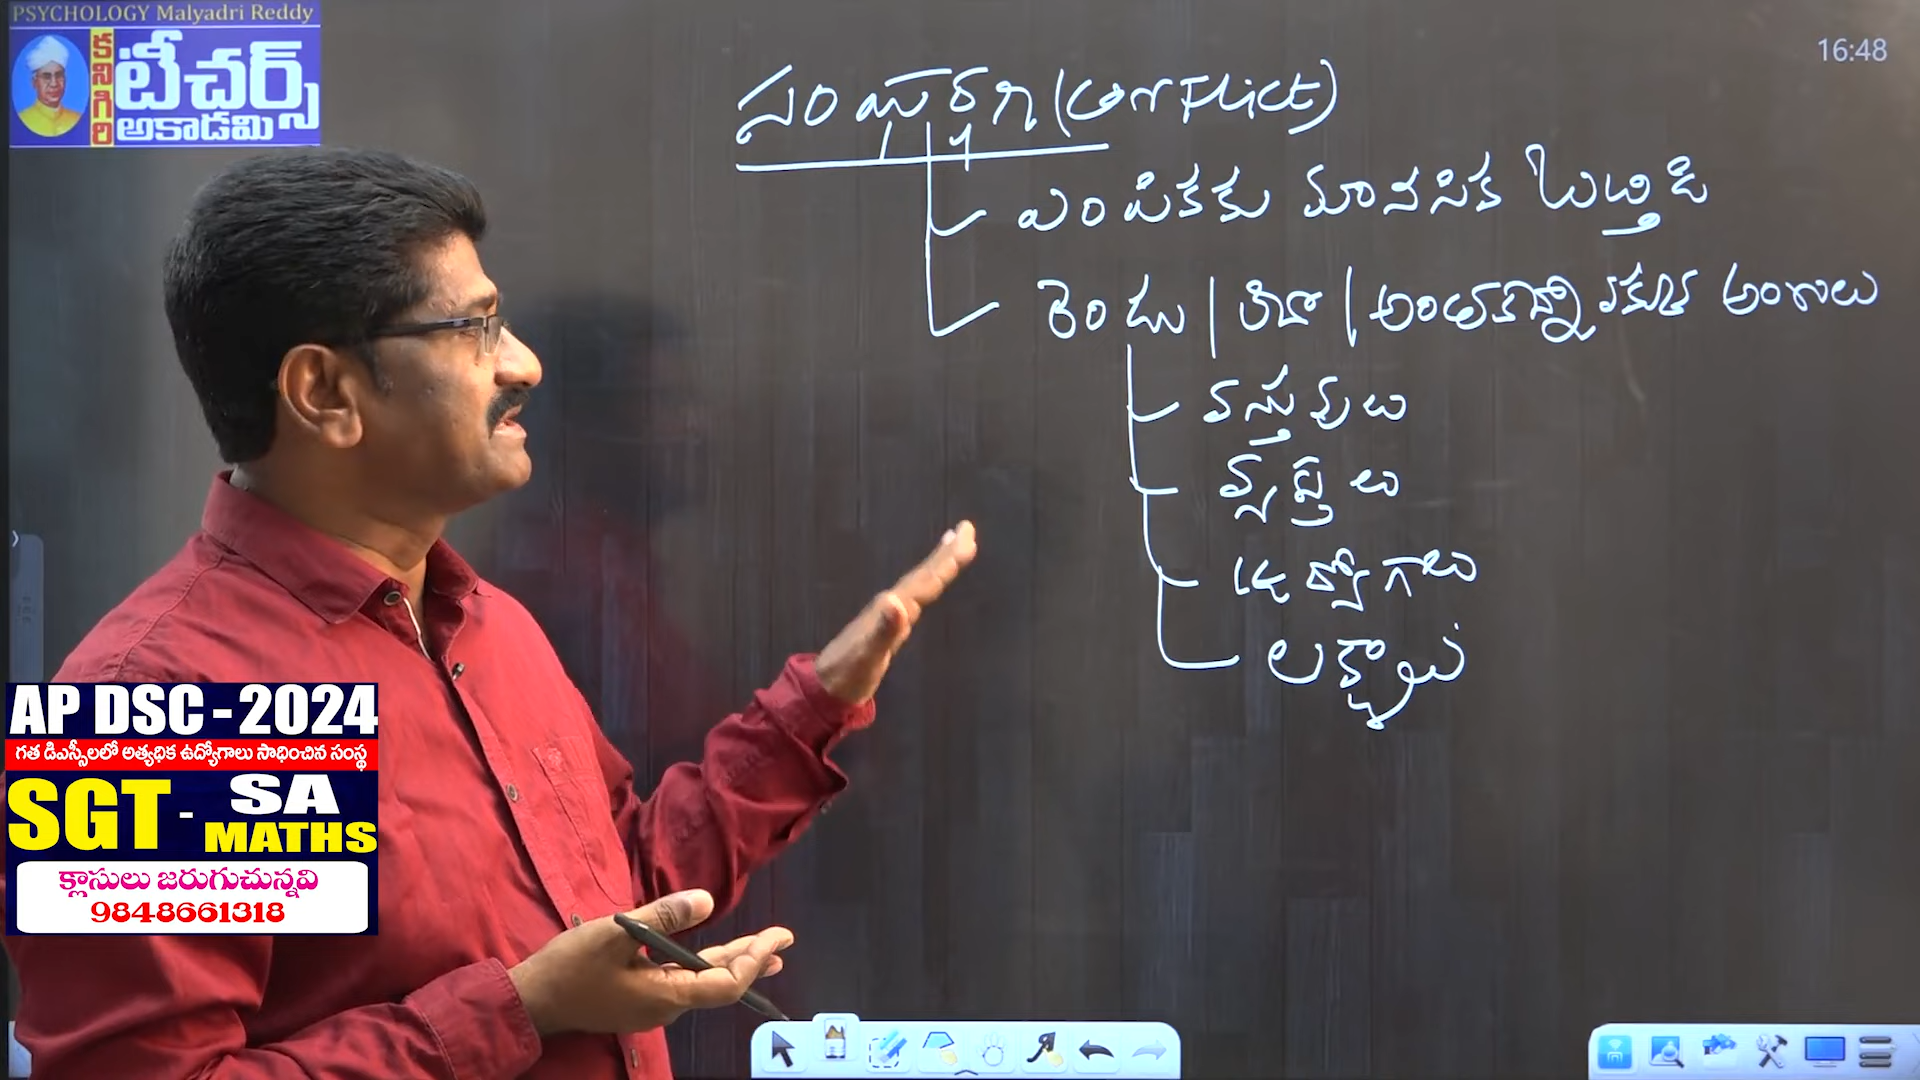 PSYCHOLOGY Malyadri Reddy
కనిగిరి
టీచర్స్
అకాడమి
16:48
సంఘర్షణ (CONFLICT)
ఎంపికకు మానసిక ఒత్తిడి
రెండు | లేదా | అంతకన్నా ఎక్కువ అంశాలు
వస్తువులు
వ్యక్తులు
ఉద్యోగాలు
లక్ష్యాలు
AP DSC - 2024
గత డిఎస్సీలలో అత్యధిక ఉద్యోగాలు సాధించిన సంస్థ
SGT - SA MATHS
క్లాసులు జరుగుచున్నవి
9848661318